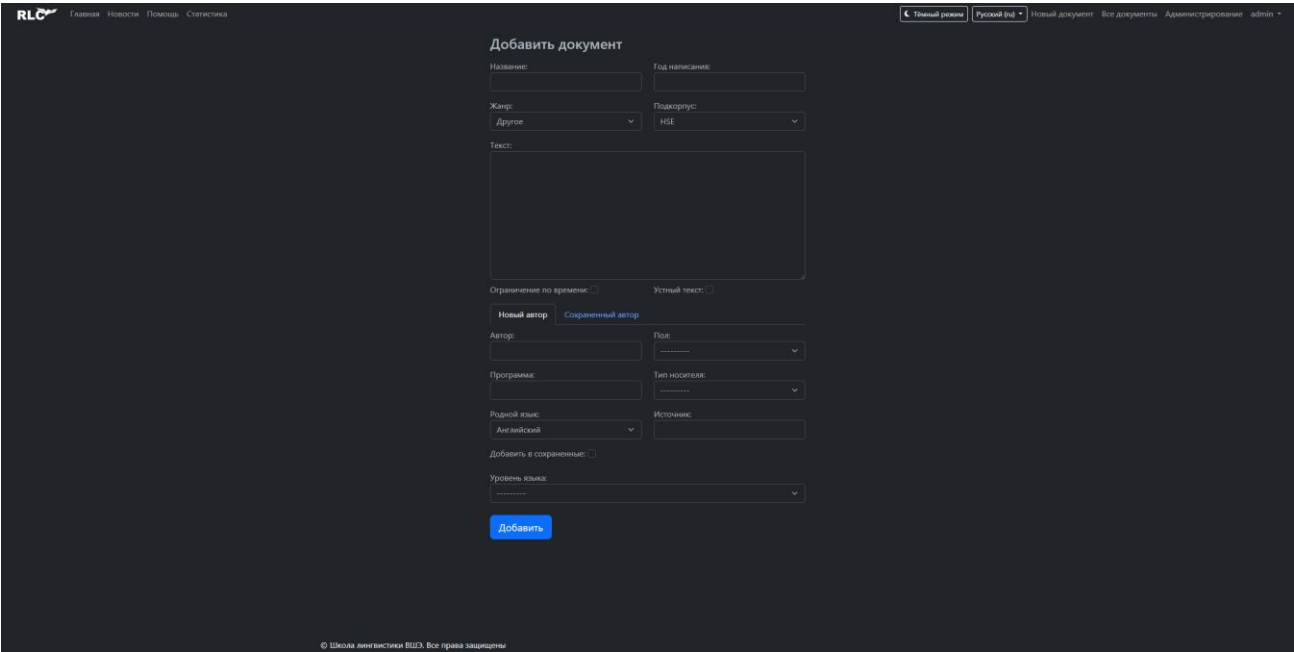 RLC Главная Новости Помощь Статистика Тёмный режим Русский (ru) Новый документ Все документы Администрирование admin
Добавить документ
Название: Год написания:
Жанр: Подкорпус:
Другое HSE
Текст:
Ограничение по времени: Устный текст:
Новый автор Сохраненный автор
Автор: Пол:
---------
Программа: Тип носителя:
---------
Родной язык: Источник:
Английский
Добавить в сохраненные:
Уровень языка:
---------
Добавить
© Школа лингвистики ВШЭ. Все права защищены